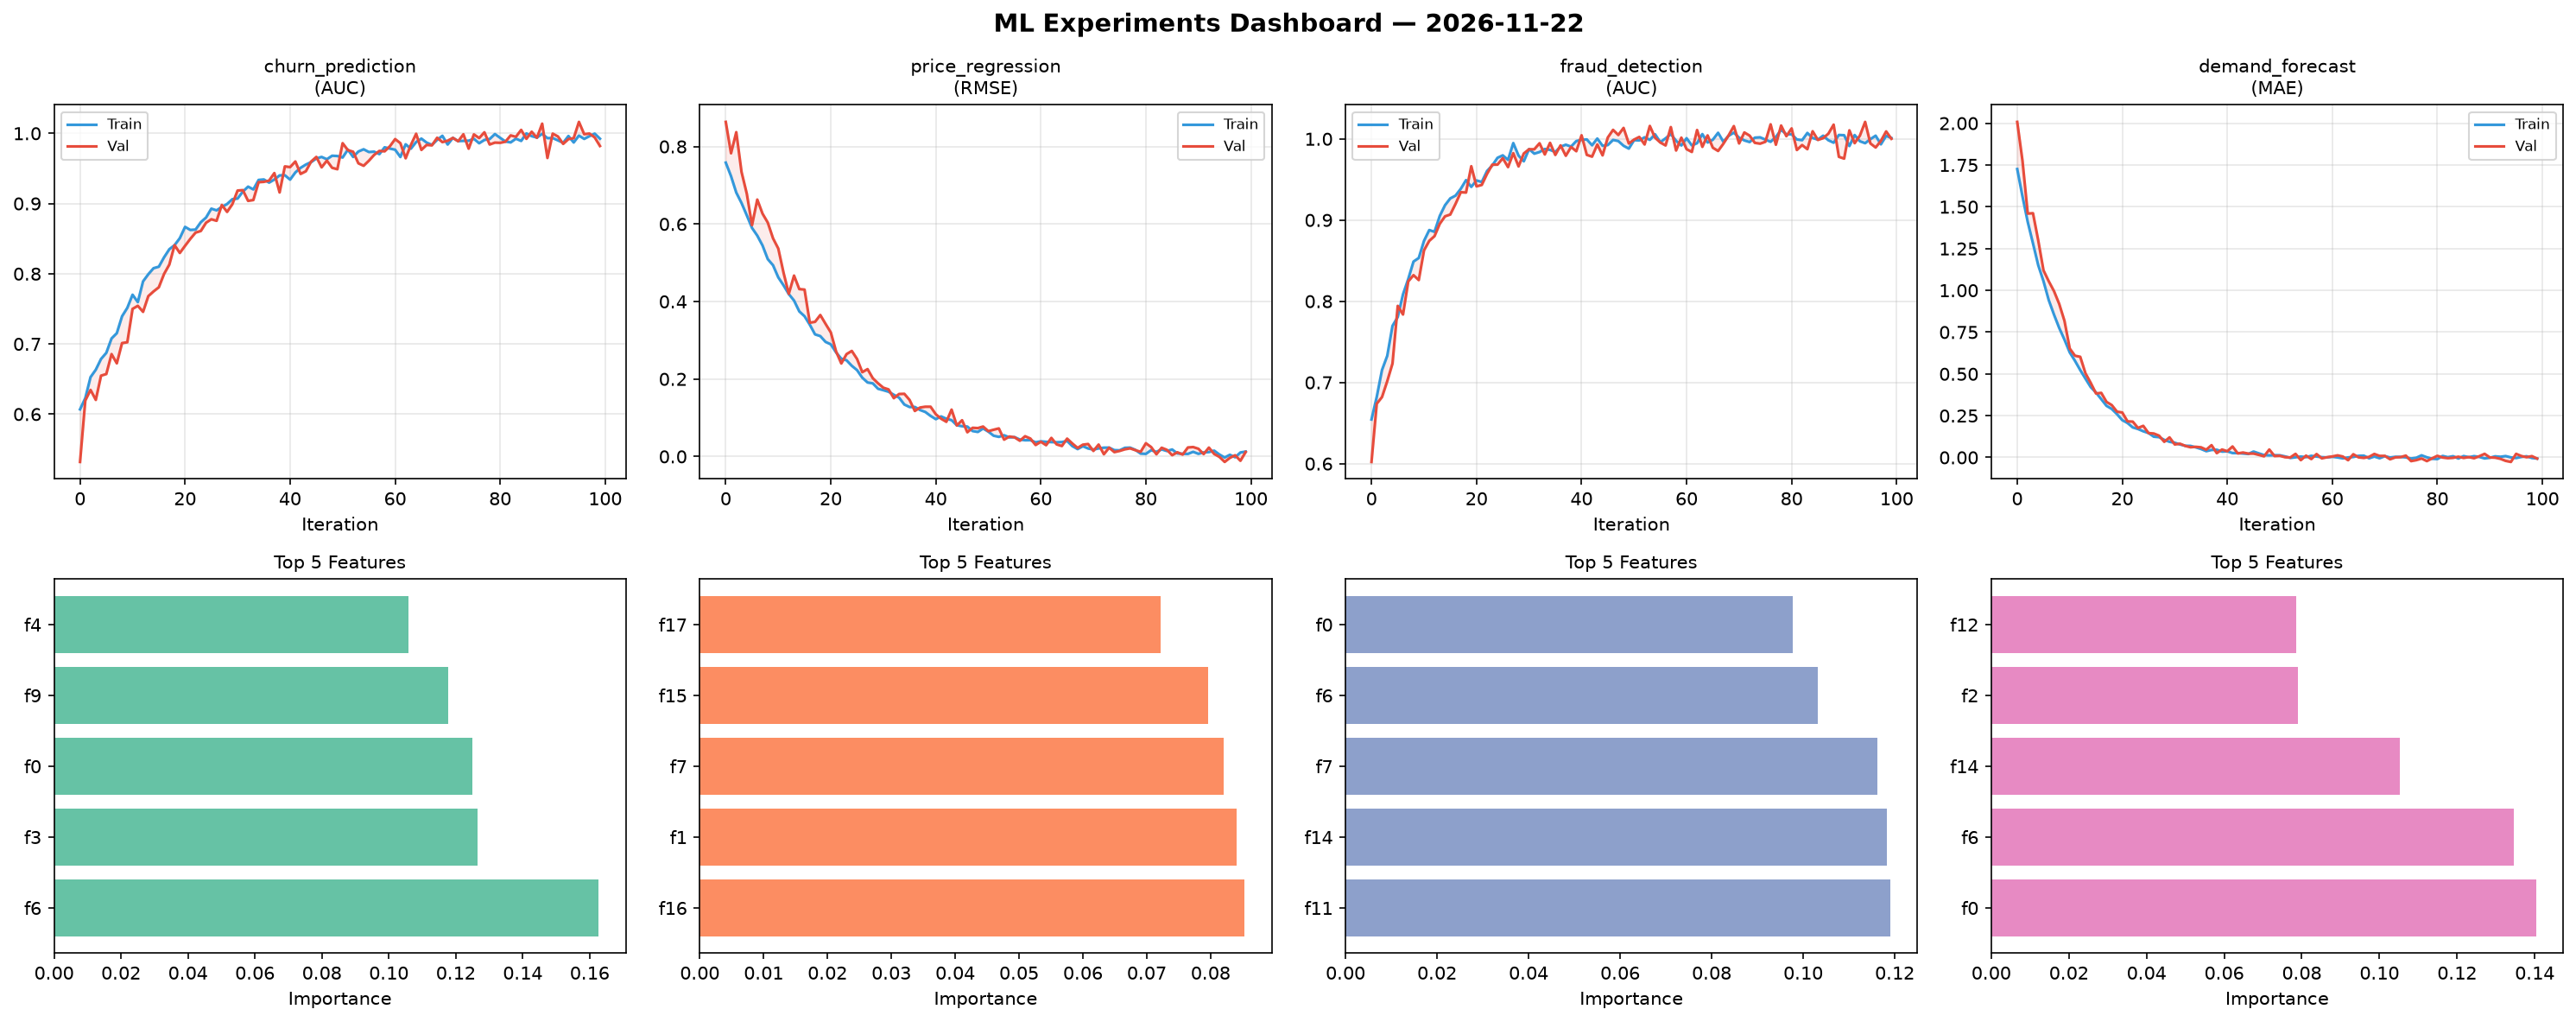 ML Experiments Dashboard — 2026-11-22
churn_prediction
(AUC)
Train
Val
1.0
0.9
0.8
0.7
0.6
0 20 40 60 80 100
Iteration
price_regression
(RMSE)
Train
Val
0.8
0.6
0.4
0.2
0.0
0 20 40 60 80 100
Iteration
fraud_detection
(AUC)
Train
Val
1.0
0.9
0.8
0.7
0.6
0 20 40 60 80 100
Iteration
demand_forecast
(MAE)
Train
Val
2.00
1.75
1.50
1.25
1.00
0.75
0.50
0.25
0.00
0 20 40 60 80 100
Iteration
Top 5 Features
f4
f9
f0
f3
f6
0.00 0.02 0.04 0.06 0.08 0.10 0.12 0.14 0.16
Importance
Top 5 Features
f17
f15
f7
f1
f16
0.00 0.01 0.02 0.03 0.04 0.05 0.06 0.07 0.08
Importance
Top 5 Features
f0
f6
f7
f14
f11
0.00 0.02 0.04 0.06 0.08 0.10 0.12
Importance
Top 5 Features
f12
f2
f14
f6
f0
0.00 0.02 0.04 0.06 0.08 0.10 0.12 0.14
Importance